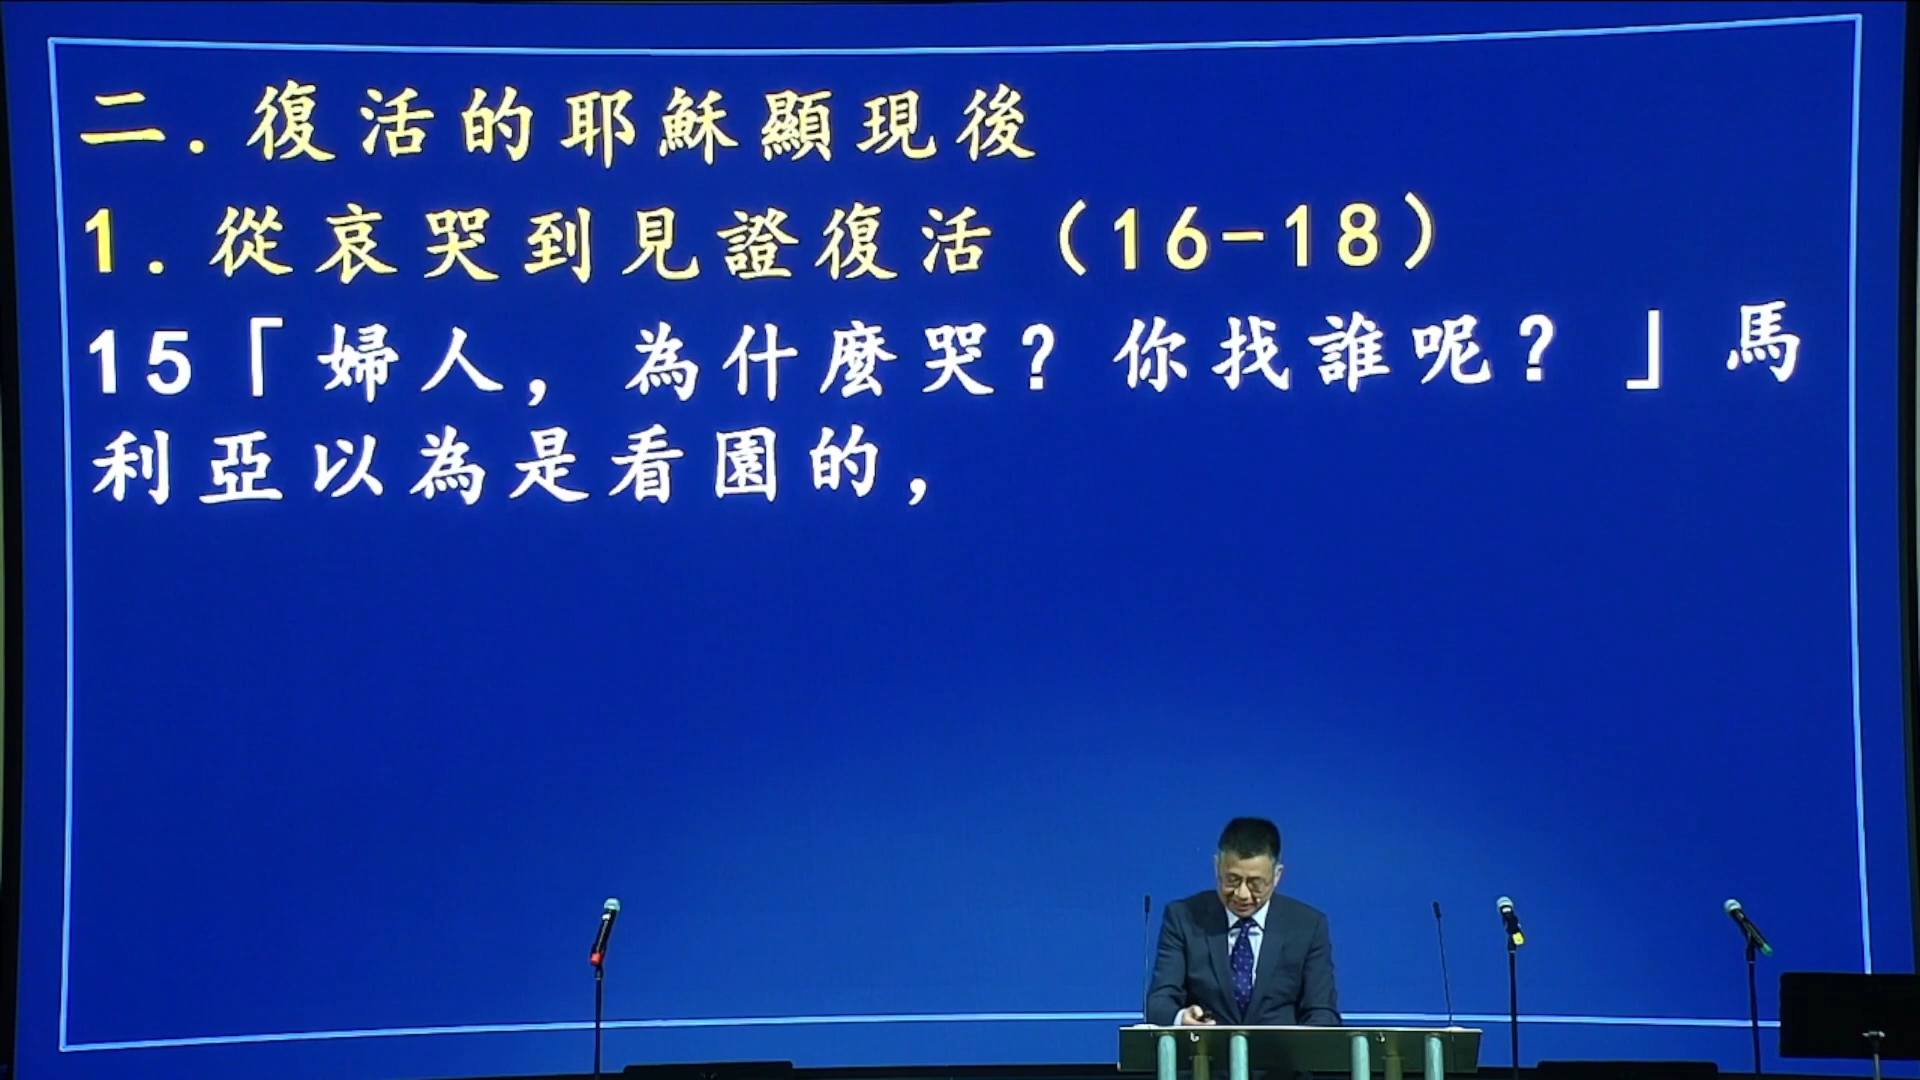 二.復活的耶穌顯現後
1.從哀哭到見證復活（16-18）
15「婦人，為什麼哭？你找誰呢？」馬
利亞以為是看園的，